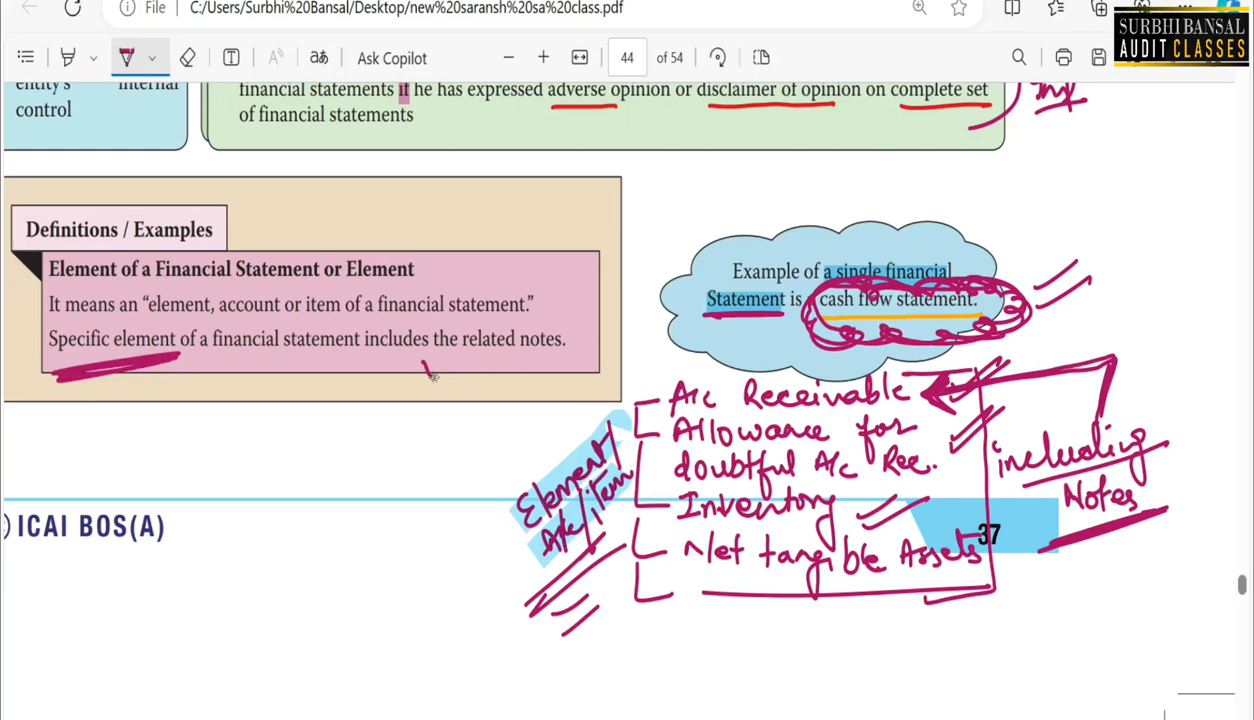 File C:/Users/Surbhi%20Bansal/Desktop/new%20saransh%20sa%20class.pdf
SURBHI BANSAL
AUDIT CLASSES
Ask Copilot
44 of 54
entity's internal
control
financial statements if he has expressed adverse opinion or disclaimer of opinion on complete set
of financial statements
Imp
Definitions / Examples
Element of a Financial Statement or Element
It means an “element, account or item of a financial statement.”
Specific element of a financial statement includes the related notes.
Example of a single financial
Statement is cash flow statement.
A/c Receivable
Allowance for
doubtful A/c Rec.
Inventory
Net tangible Assets
Element/
A/c/item
including
Notes
37
ICAI BOS(A)